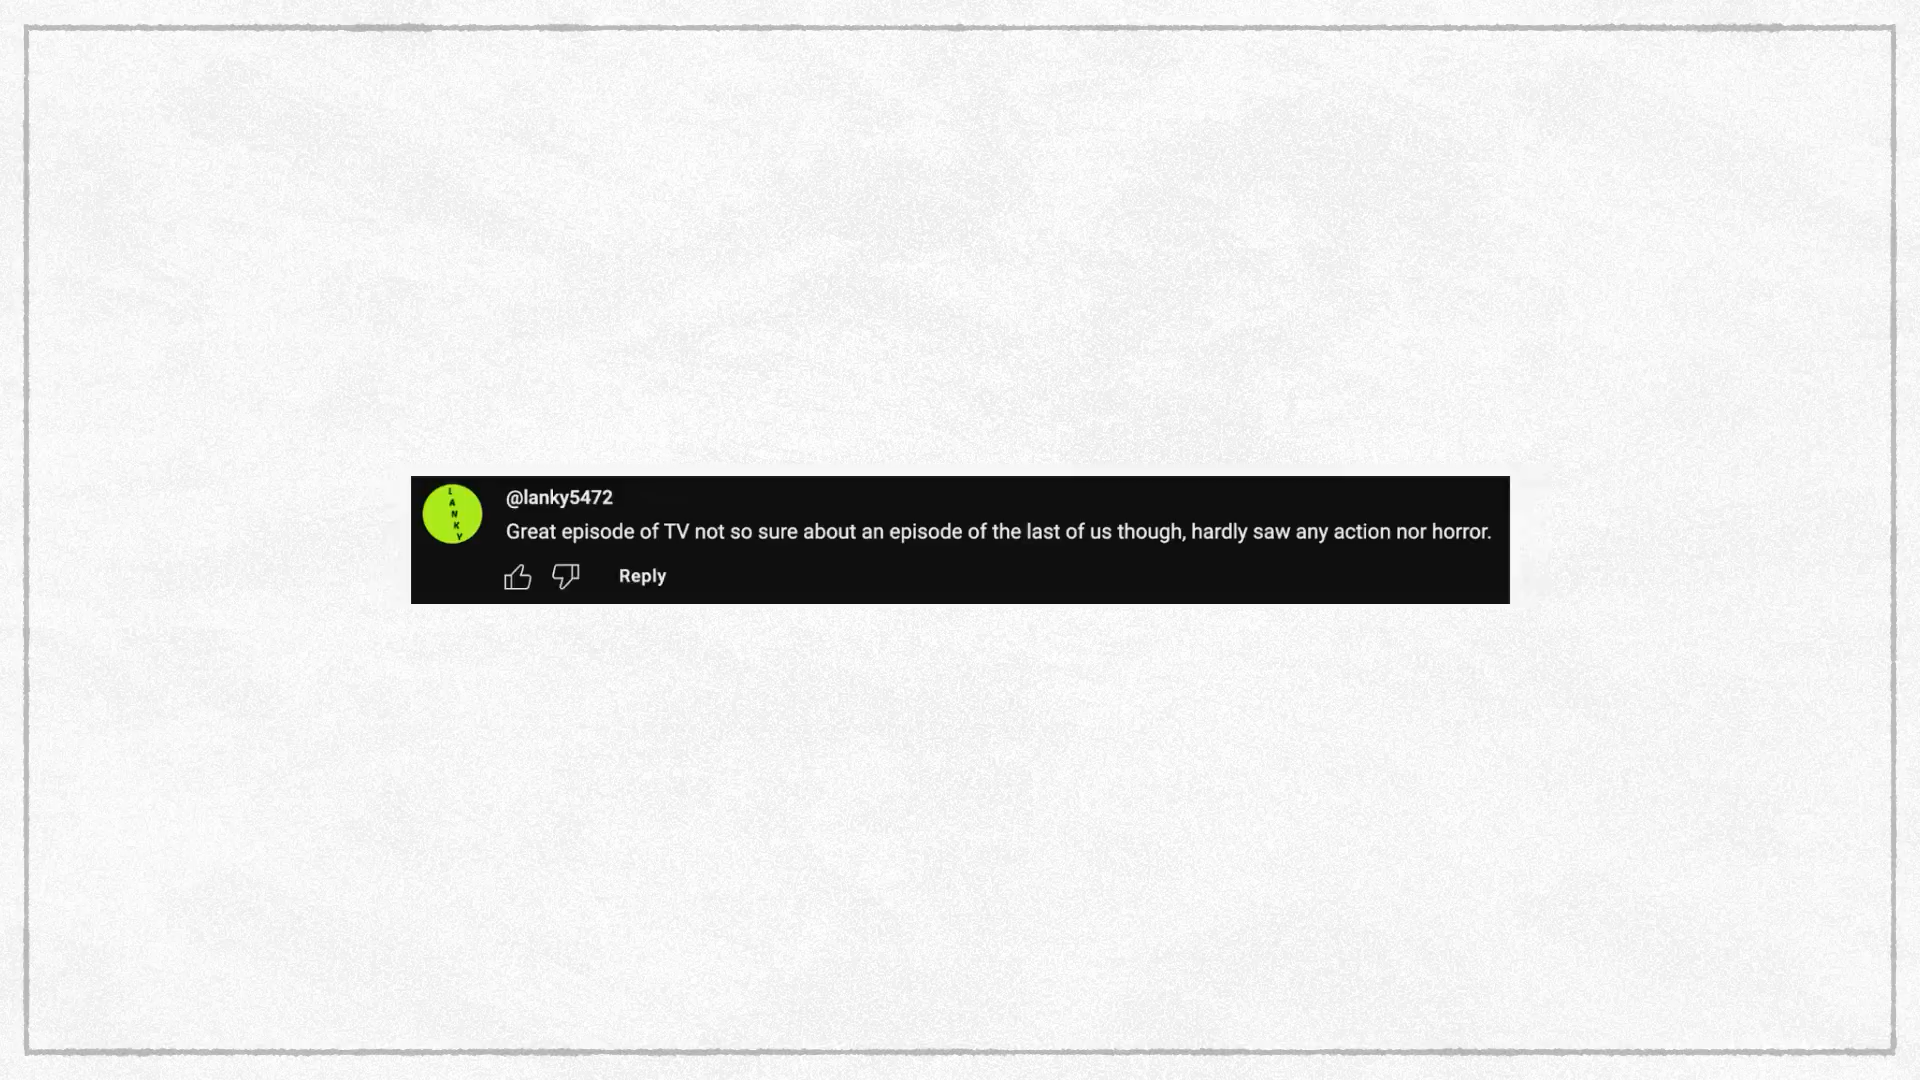 L
A
N
K
Y
@lanky5472
Great episode of TV not so sure about an episode of the last of us though, hardly saw any action nor horror.
Reply